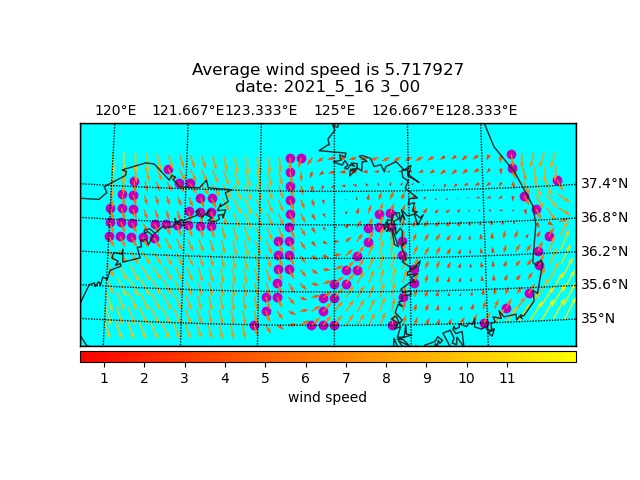 Average wind speed is 5.717927
date: 2021_5_16 3_00
120°E 121.667°E 123.333°E 125°E 126.667°E 128.333°E
37.4°N
36.8°N
36.2°N
35.6°N
35°N
1 2 3 4 5 6 7 8 9 10 11
wind speed